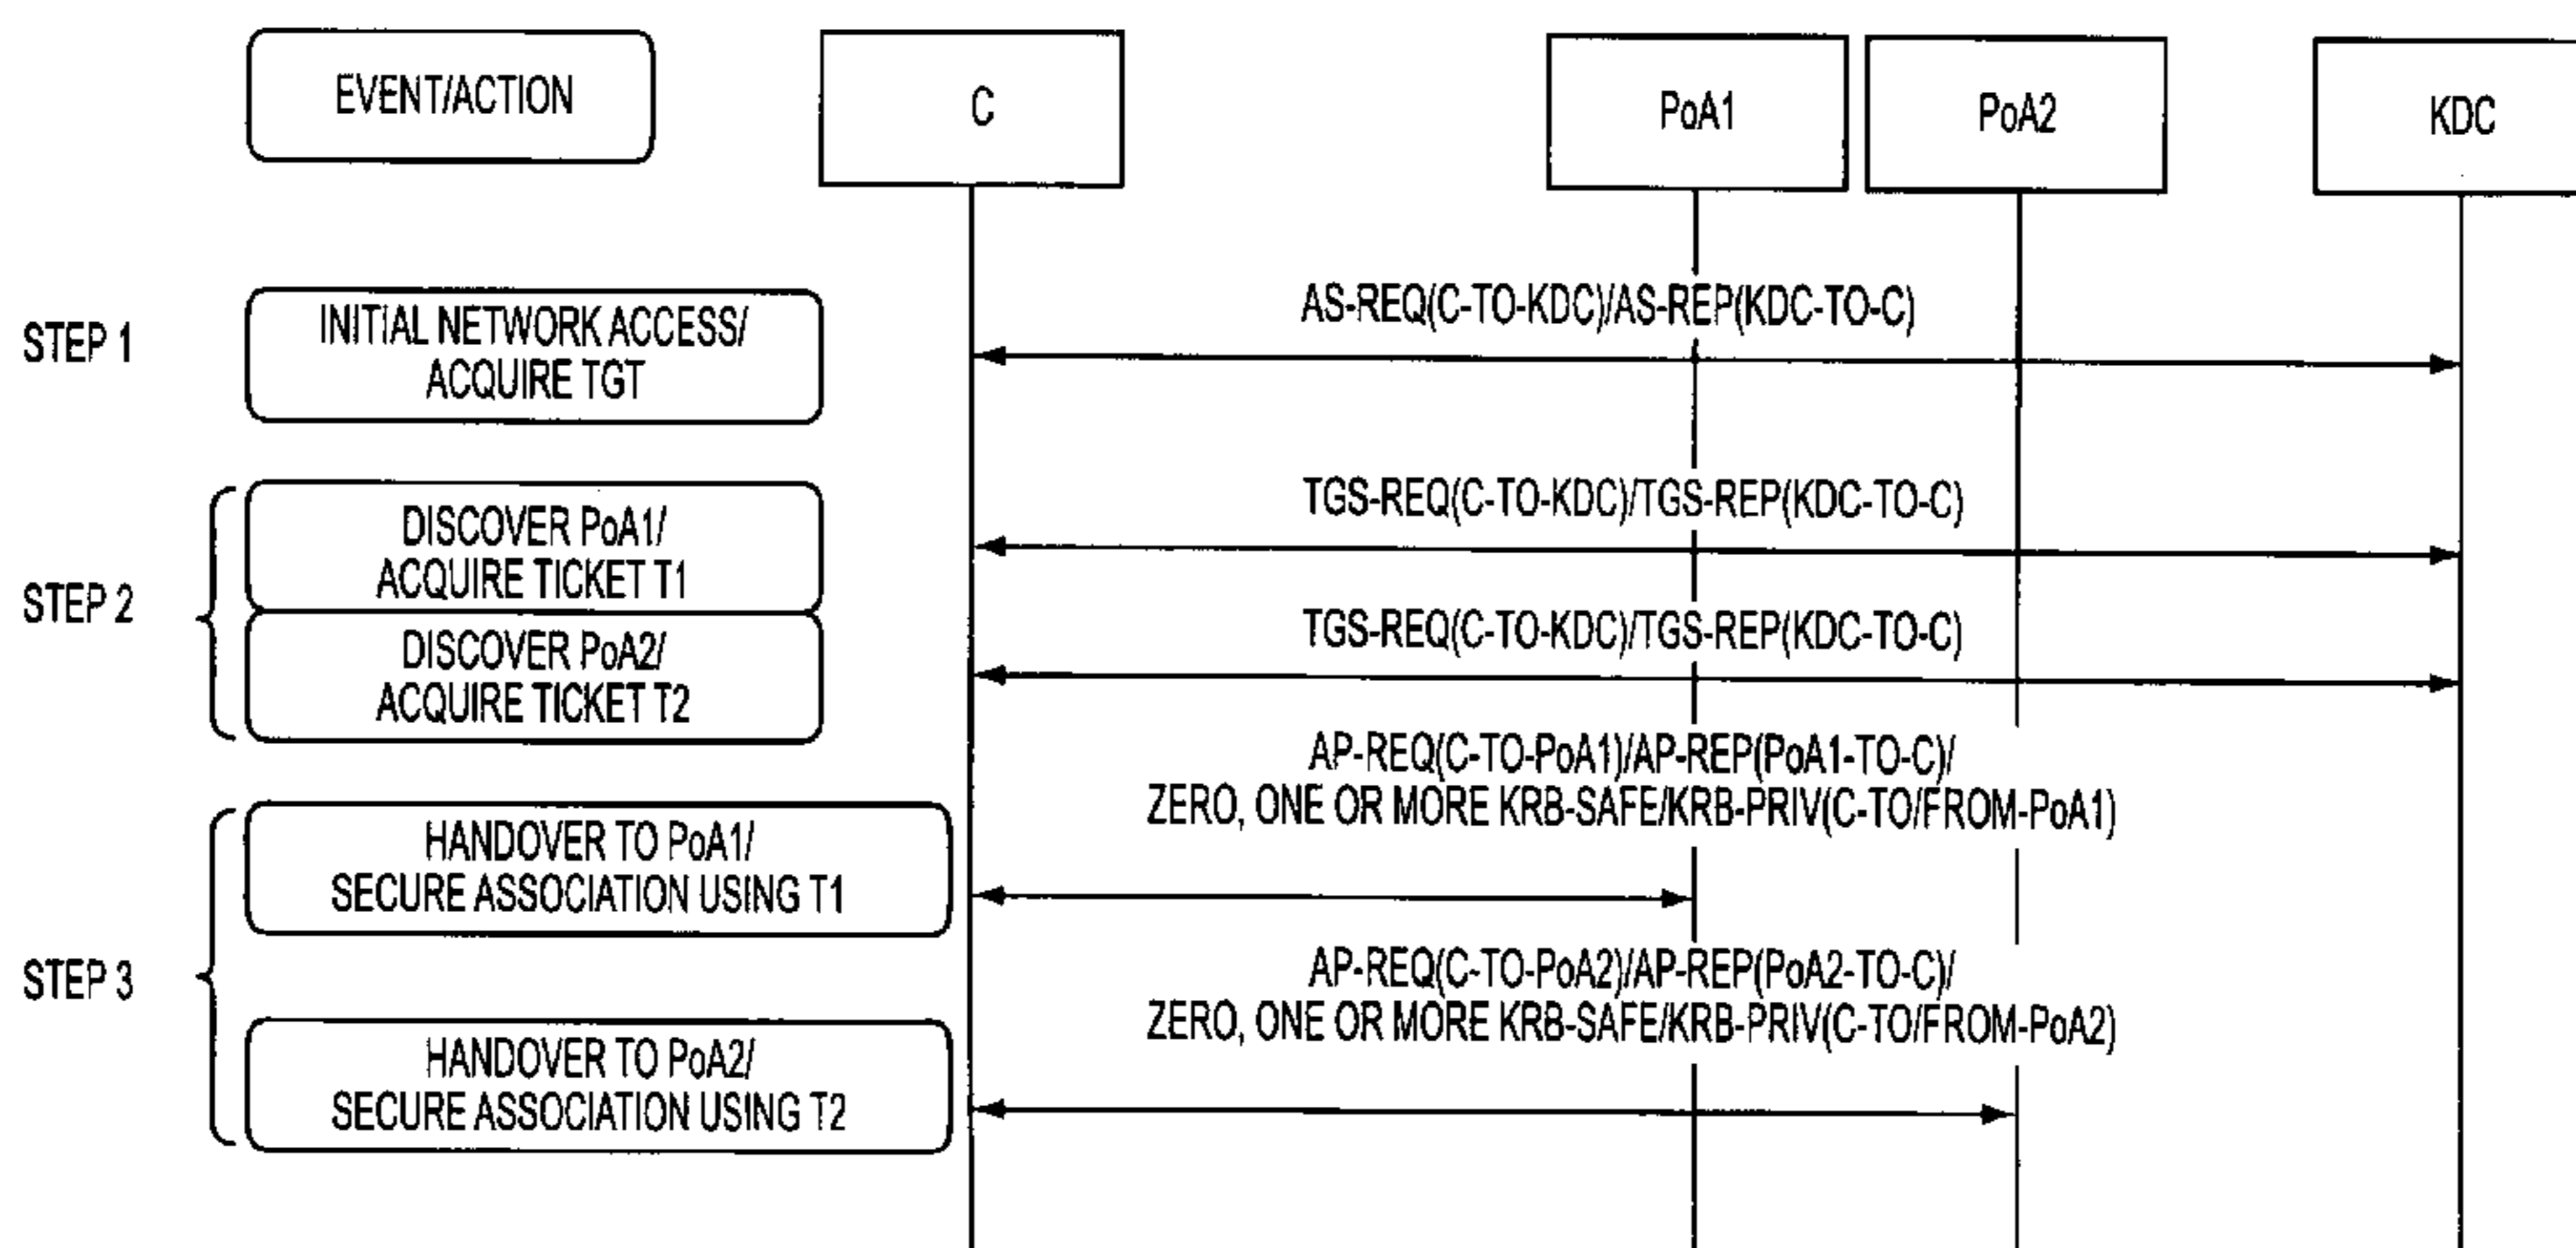 EVENT/ACTION
C
PoA1
PoA2
KDC
STEP 1
INITIAL NETWORK ACCESS/
ACQUIRE TGT
AS-REQ(C-TO-KDC)/AS-REP(KDC-TO-C)
STEP 2
DISCOVER PoA1/
ACQUIRE TICKET T1
TGS-REQ(C-TO-KDC)/TGS-REP(KDC-TO-C)
DISCOVER PoA2/
ACQUIRE TICKET T2
TGS-REQ(C-TO-KDC)/TGS-REP(KDC-TO-C)
STEP 3
HANDOVER TO PoA1/
SECURE ASSOCIATION USING T1
AP-REQ(C-TO-PoA1)/AP-REP(PoA1-TO-C)/
ZERO, ONE OR MORE KRB-SAFE/KRB-PRIV(C-TO/FROM-PoA1)
HANDOVER TO PoA2/
SECURE ASSOCIATION USING T2
AP-REQ(C-TO-PoA2)/AP-REP(PoA2-TO-C)/
ZERO, ONE OR MORE KRB-SAFE/KRB-PRIV(C-TO/FROM-PoA2)